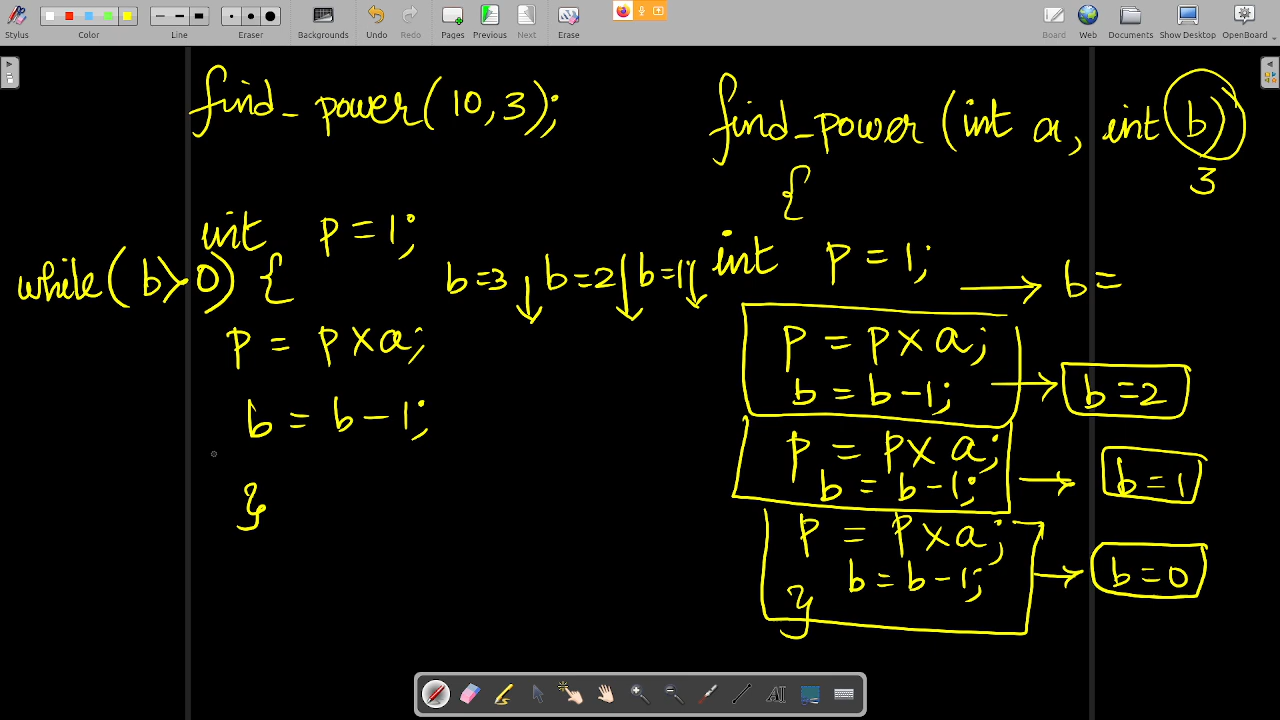 Stylus
Color
Line
Eraser
Backgrounds
Undo
Redo
Pages
Previous
Next
Erase
Board
Web
Documents
Show Desktop
OpenBoard
find_power(10,3);
int p = 1;
while(b>0) {
p = p×a;
b = b-1;
}
b=3 b=2 b=1
find_power (int a, int b)
3
{
int p = 1;
b =
p = p×a;
b = b-1;
b=2
p = p×a;
b = b-1;
b=1
p = p×a;
b = b-1;
}
b=0
AI